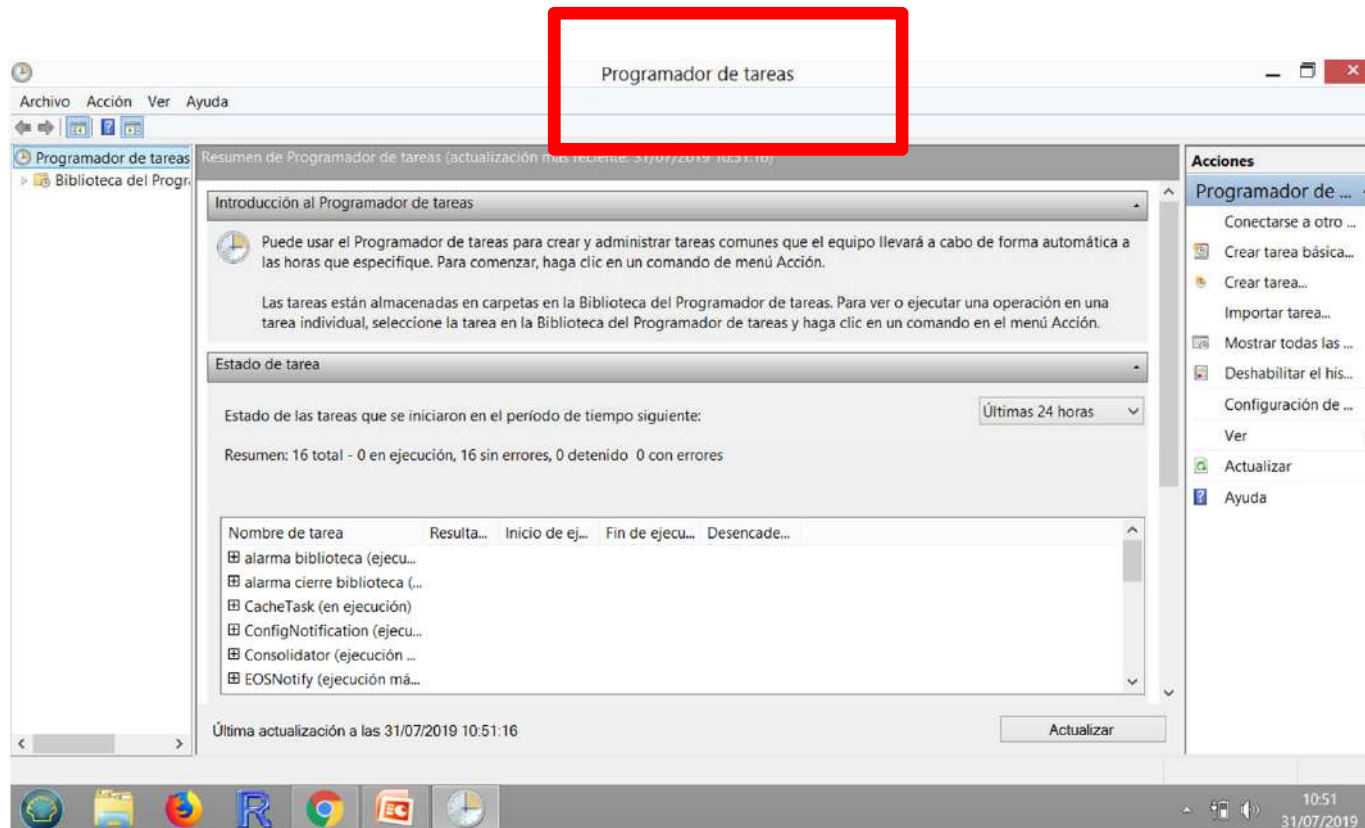 Programador de tareas
Archivo Acción Ver Ayuda
Programador de tareas
Biblioteca del Progr
Resumen de Programador de tareas (actualización más reciente: 31/07/2019 10:51:16)
Introducción al Programador de tareas
Puede usar el Programador de tareas para crear y administrar tareas comunes que el equipo llevará a cabo de forma automática a
las horas que especifique. Para comenzar, haga clic en un comando de menú Acción.
Las tareas están almacenadas en carpetas en la Biblioteca del Programador de tareas. Para ver o ejecutar una operación en una
tarea individual, seleccione la tarea en la Biblioteca del Programador de tareas y haga clic en un comando en el menú Acción.
Estado de tarea
Estado de las tareas que se iniciaron en el período de tiempo siguiente: Últimas 24 horas
Resumen: 16 total - 0 en ejecución, 16 sin errores, 0 detenido 0 con errores
Nombre de tarea Resulta... Inicio de ej... Fin de ejecu... Desencade...
alarma biblioteca (ejecu...
alarma cierre biblioteca (...
CacheTask (en ejecución)
ConfigNotification (ejecu...
Consolidator (ejecución ...
EOSNotify (ejecución má...
Última actualización a las 31/07/2019 10:51:16 Actualizar
Acciones
Programador de ...
Conectarse a otro ...
Crear tarea básica...
Crear tarea...
Importar tarea...
Mostrar todas las ...
Deshabilitar el his...
Configuración de ...
Ver
Actualizar
Ayuda
10:51
31/07/2019